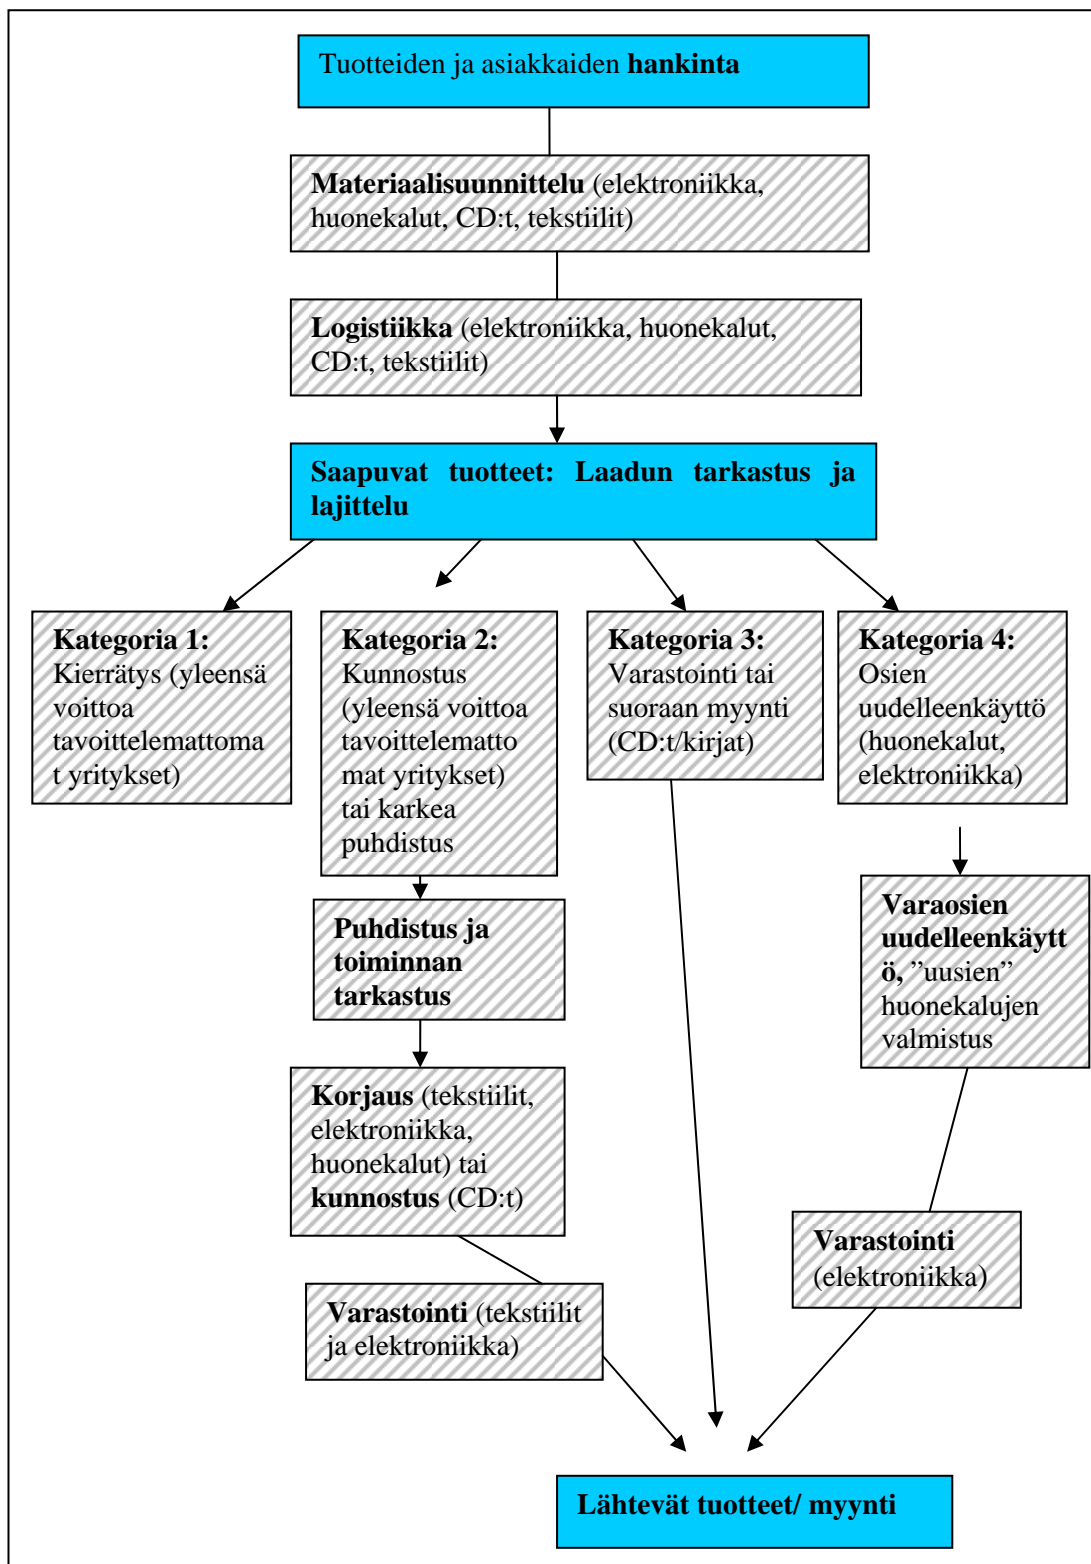 Tuotteiden ja asiakkaiden hankinta
Materiaalisuunnittelu (elektroniikka,
huonekalut, CD:t, tekstiilit)
Logistiikka (elektroniikka, huonekalut,
CD:t, tekstiilit)
Saapuvat tuotteet: Laadun tarkastus ja
lajittelu
Kategoria 1:
Kierrätys (yleensä
voittoa
tavoittelemattoma
t yritykset)
Kategoria 2:
Kunnostus
(yleensä voittoa
tavoittelematto
mat yritykset)
tai karkea
puhdistus
Kategoria 3:
Varastointi tai
suoraan myynti
(CD:t/kirjat)
Kategoria 4:
Osien
uudelleenkäyttö
(huonekalut,
elektroniikka)
Puhdistus ja
toiminnan
tarkastus
Varaosien
uudelleenkäytt
ö, ”uusien”
huonekalujen
valmistus
Korjaus (tekstiilit,
elektroniikka,
huonekalut) tai
kunnostus (CD:t)
Varastointi
(elektroniikka)
Varastointi (tekstiilit
ja elektroniikka)
Lähtevät tuotteet/ myynti